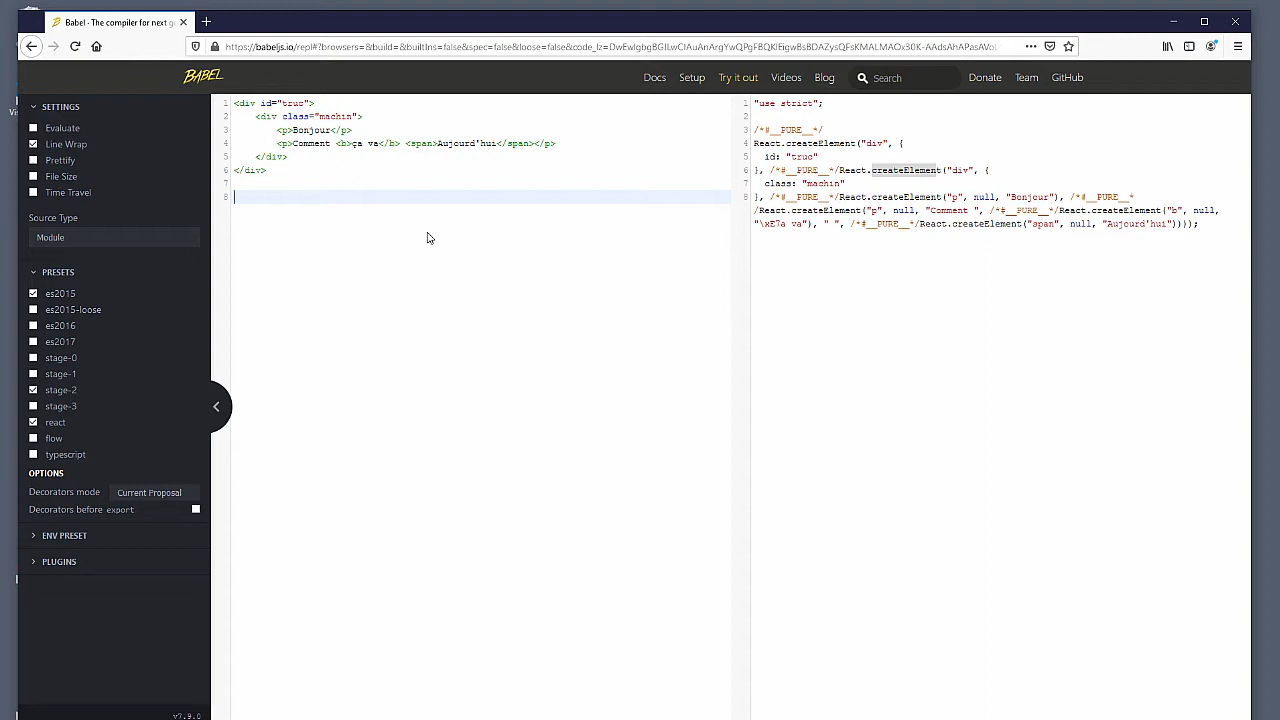 Babel · The compiler for next ge
https://babeljs.io/repl#?browsers=&build=&builtIns=false&spec=false&loose=false&code_lz=
BABEL
Docs Setup Try it out Videos Blog Search Donate Team GitHub
SETTINGS
Evaluate
Line Wrap
Prettify
File Size
Time Travel
Source Type
Module
PRESETS
es2015
es2015-loose
es2016
es2017
stage-0
stage-1
stage-2
stage-3
react
flow
typescript
OPTIONS
Decorators mode Current Proposal
Decorators before export
ENV PRESET
PLUGINS
v7.9.0
1 <div id="truc">
2 <div class="machin">
3 <p>Bonjour</p>
4 <p>Comment <b>ça va</b> <span>Aujourd'hui</span></p>
5 </div>
6 </div>
7
8
1 "use strict";
2
3 /*#__PURE__*/
4 React.createElement("div", {
5 id: "truc"
6 }, /*#__PURE__*/React.createElement("div", {
7 class: "machin"
8 }, /*#__PURE__*/React.createElement("p", null, "Bonjour"), /*#__PURE__*
/React.createElement("p", null, "Comment ", /*#__PURE__*/React.createElement("b", null,
"\xE7a va"), " ", /*#__PURE__*/React.createElement("span", null, "Aujourd'hui"))));